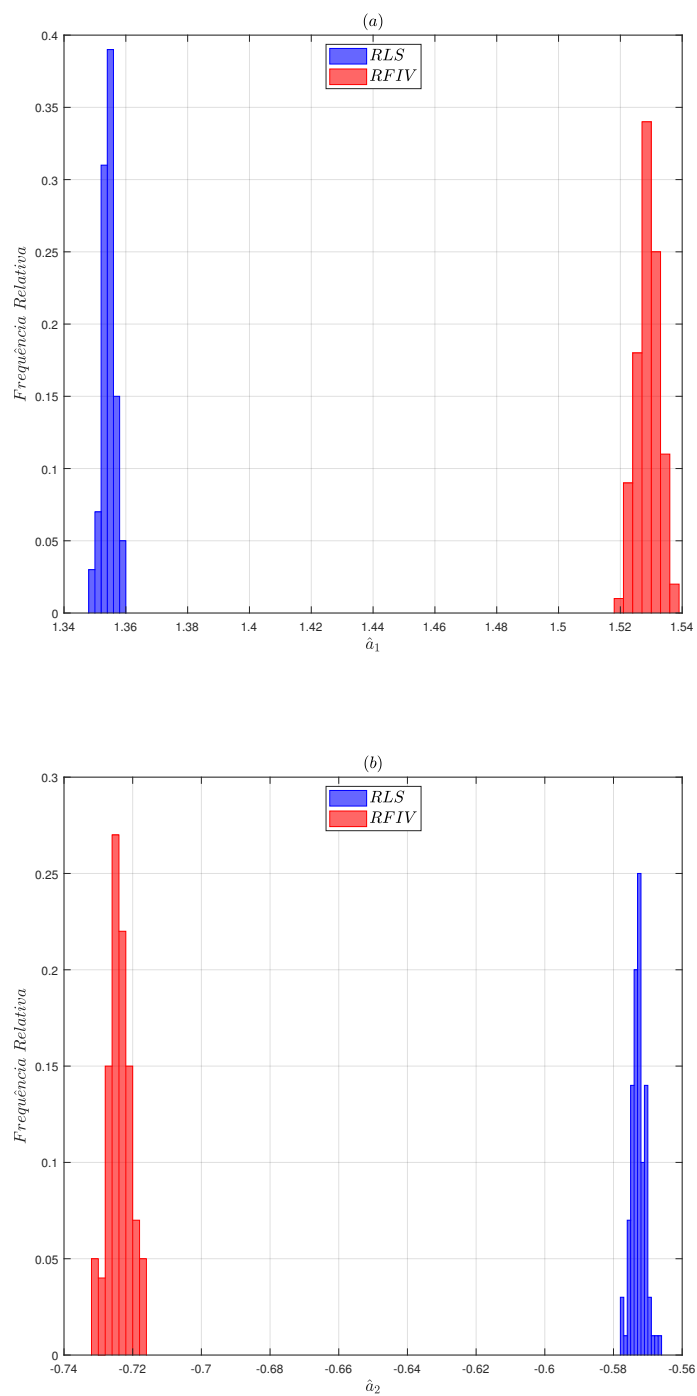 (a)
RLS
RFIV
0.4
0.35
0.3
0.25
0.2
0.15
0.1
0.05
0
Frequência Relativa
1.34 1.36 1.38 1.4 1.42 1.44 1.46 1.48 1.5 1.52 1.54
â₁
(b)
RLS
RFIV
0.3
0.25
0.2
0.15
0.1
0.05
0
Frequência Relativa
-0.74 -0.72 -0.7 -0.68 -0.66 -0.64 -0.62 -0.6 -0.58 -0.56
â₂